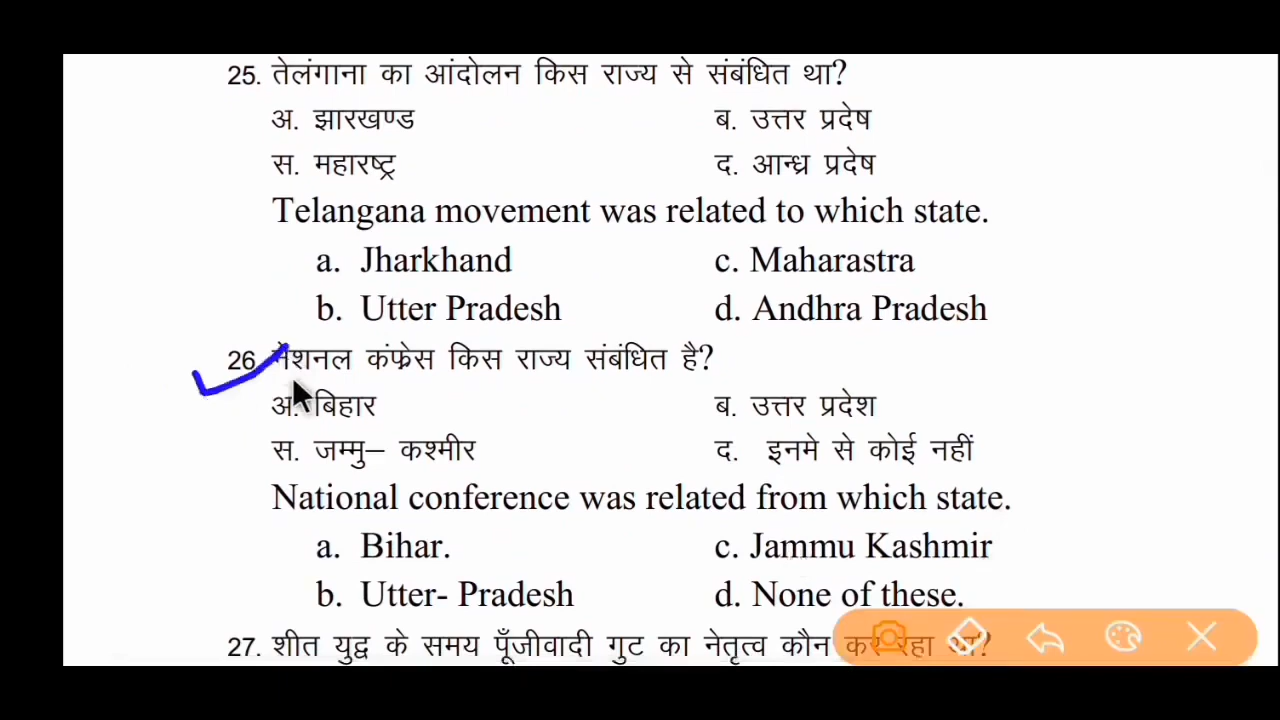 25. तेलंगाना का आंदोलन किस राज्य से संबंधित था?
अ. झारखण्ड ब. उत्तर प्रदेष
स. महारष्ट्र द. आन्ध्र प्रदेष
Telangana movement was related to which state.
a. Jharkhand c. Maharastra
b. Utter Pradesh d. Andhra Pradesh
26. नेशनल कंफ्रेस किस राज्य संबंधित है?
अ. बिहार ब. उत्तर प्रदेश
स. जम्मु– कश्मीर द. इनमे से कोई नहीं
National conference was related from which state.
a. Bihar. c. Jammu Kashmir
b. Utter- Pradesh d. None of these.
27. शीत युद्व के समय पूँजीवादी गुट का नेतृत्व कौन कर रहा था?